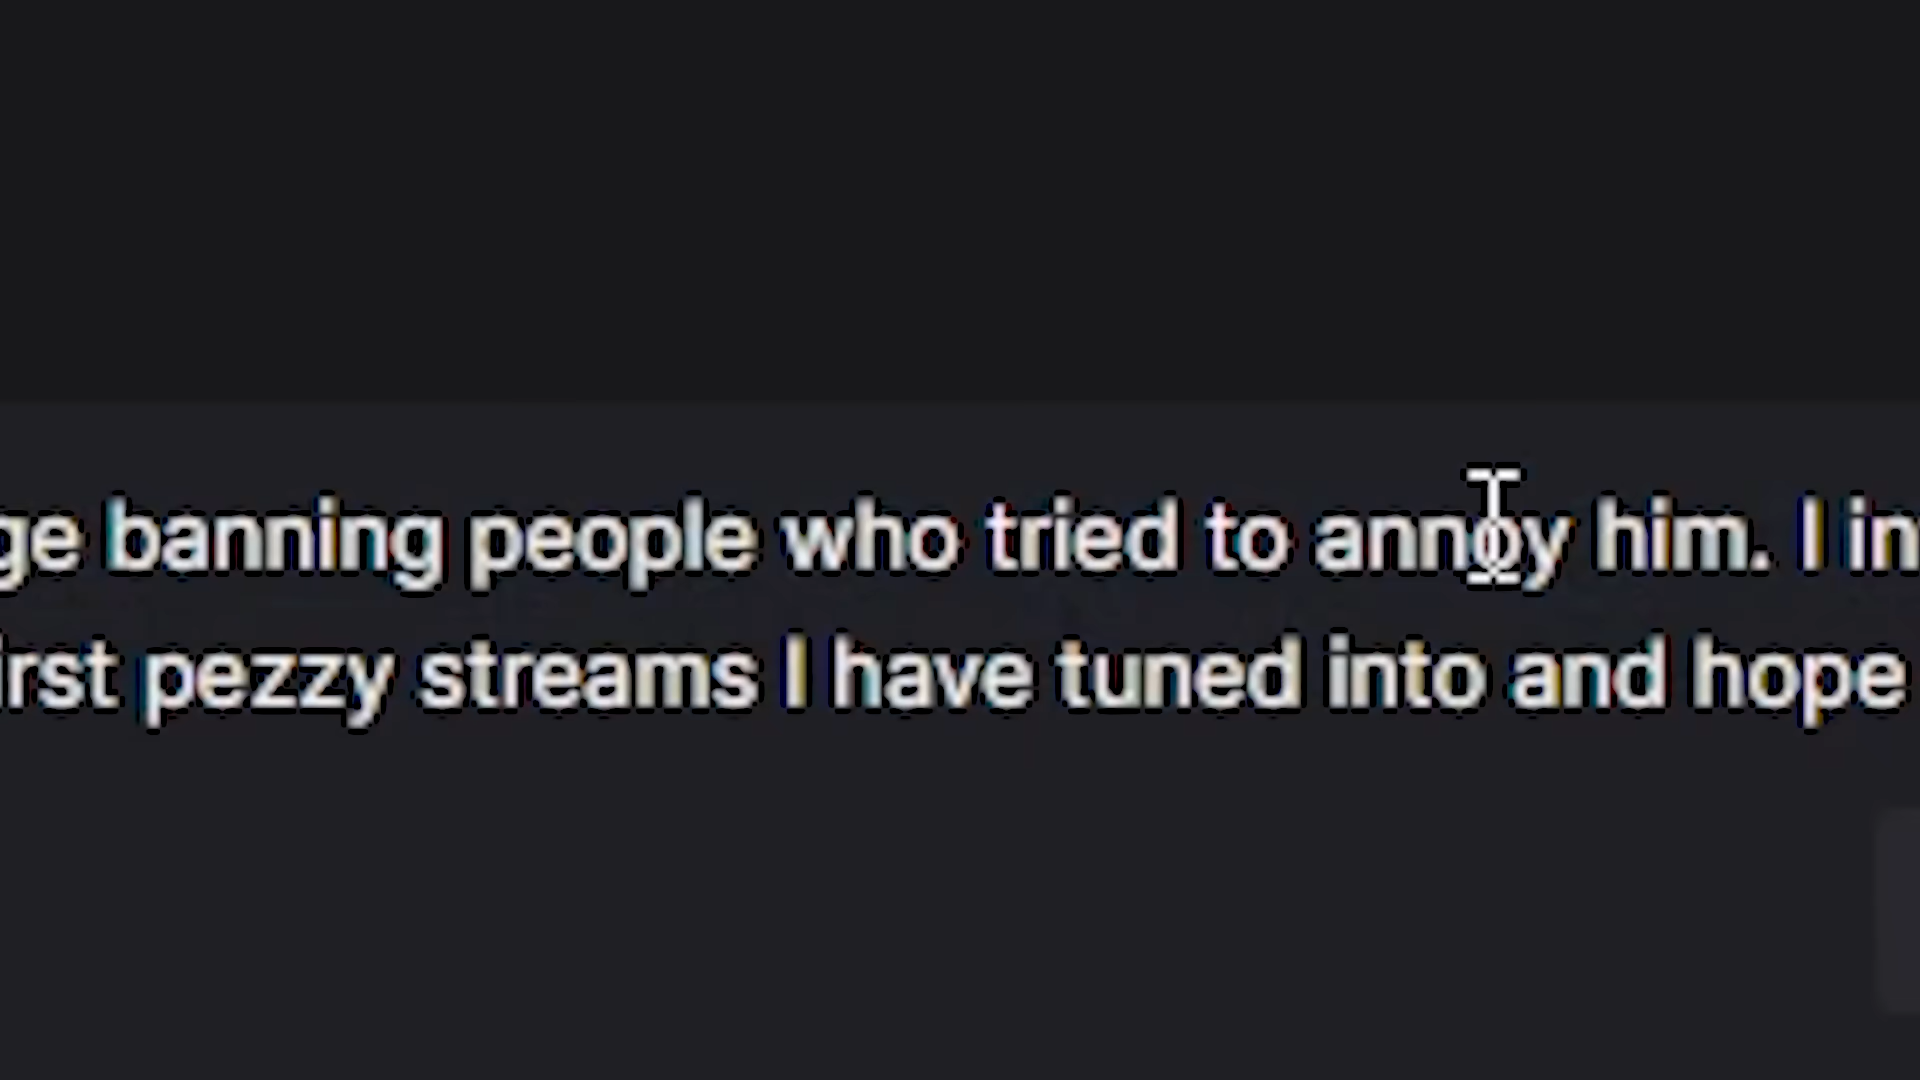 ge banning people who tried to annoy him. I in
irst pezzy streams I have tuned into and hope